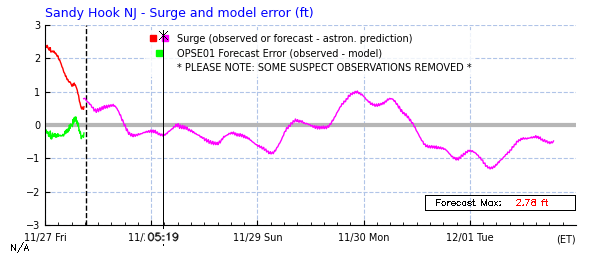 Sandy Hook NJ - Surge and model error (ft)
3
Surge (observed or forecast - astron. prediction)
OPSE01 Forecast Error (observed - model)
* PLEASE NOTE: SOME SUSPECT OBSERVATIONS REMOVED *
2
1
0
−1
−2
Forecast Max: 2.78 ft
−3
11/27 Fri 11/ 05:19 11/29 Sun 11/30 Mon 12/01 Tue (ET)
N/A